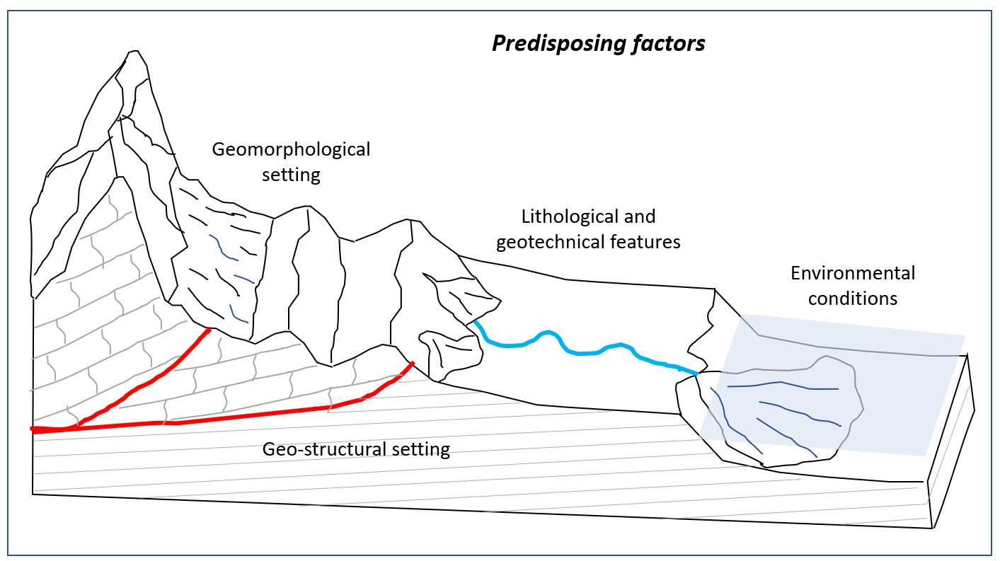 Predisposing factors
Geomorphological
setting
Lithological and
geotechnical features
Environmental
conditions
Geo-structural setting